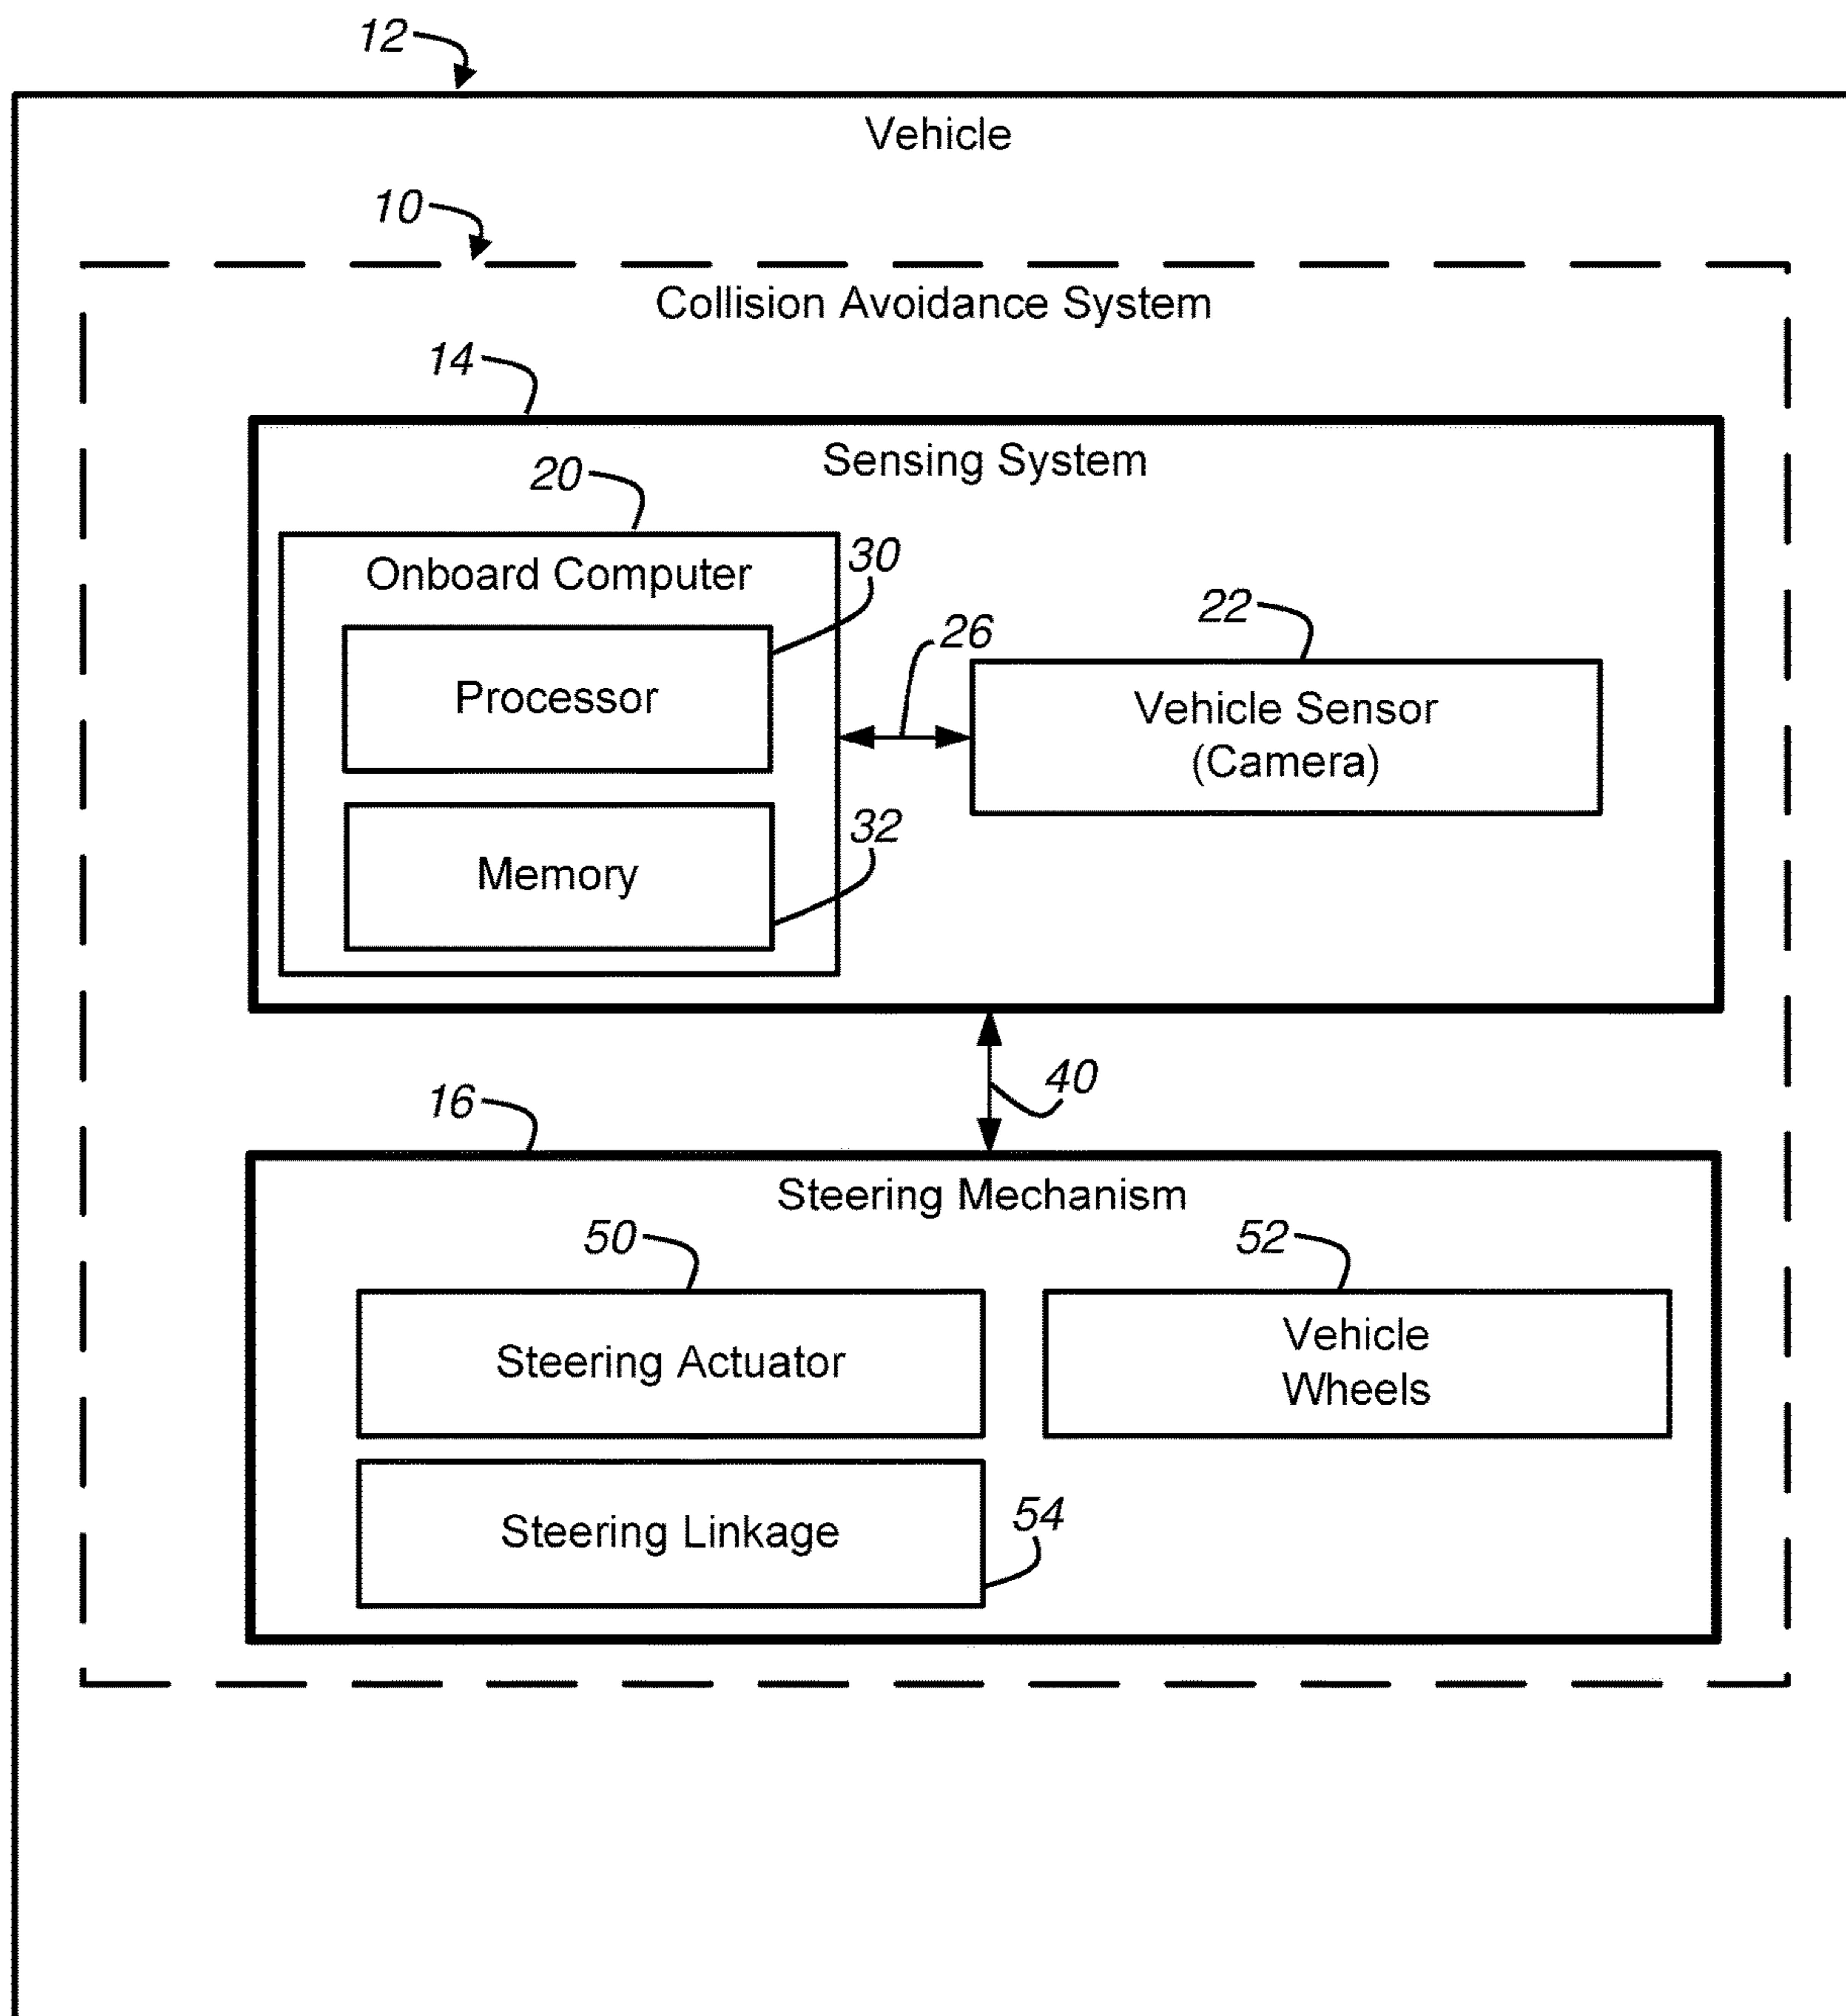 12
Vehicle
10
Collision Avoidance System
14
Sensing System
20
Onboard Computer
30
Processor
26
22
Vehicle Sensor
(Camera)
32
Memory
40
16
Steering Mechanism
50
52
Steering Actuator
Vehicle
Wheels
Steering Linkage
54